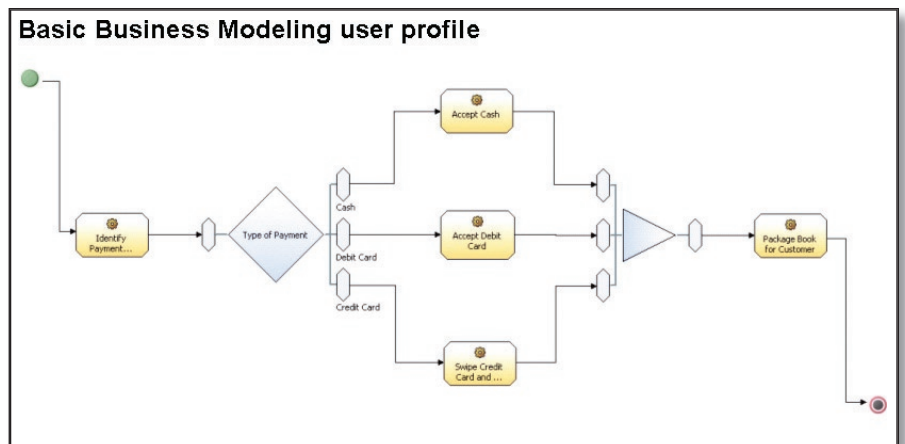 Basic Business Modeling user profile
Accept Cash
Cash
Identify
Payment...
Type of Payment
Accept Debit
Card
Debit Card
Package Book
for Customer
Credit Card
Swipe Credit
Card and ...